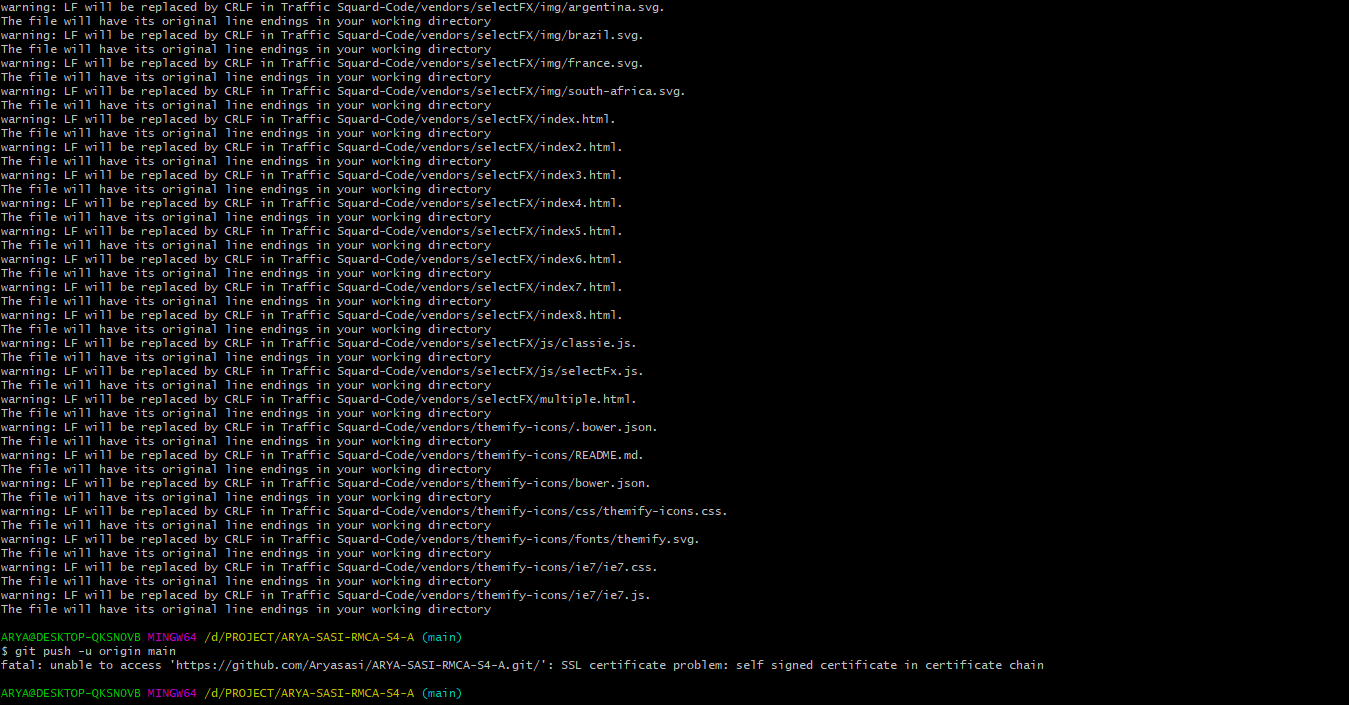 warning: LF will be replaced by CRLF in Traffic Squard-Code/vendors/selectFX/img/argentina.svg.
The file will have its original line endings in your working directory
warning: LF will be replaced by CRLF in Traffic Squard-Code/vendors/selectFX/img/brazil.svg.
The file will have its original line endings in your working directory
warning: LF will be replaced by CRLF in Traffic Squard-Code/vendors/selectFX/img/france.svg.
The file will have its original line endings in your working directory
warning: LF will be replaced by CRLF in Traffic Squard-Code/vendors/selectFX/img/south-africa.svg.
The file will have its original line endings in your working directory
warning: LF will be replaced by CRLF in Traffic Squard-Code/vendors/selectFX/index.html.
The file will have its original line endings in your working directory
warning: LF will be replaced by CRLF in Traffic Squard-Code/vendors/selectFX/index2.html.
The file will have its original line endings in your working directory
warning: LF will be replaced by CRLF in Traffic Squard-Code/vendors/selectFX/index3.html.
The file will have its original line endings in your working directory
warning: LF will be replaced by CRLF in Traffic Squard-Code/vendors/selectFX/index4.html.
The file will have its original line endings in your working directory
warning: LF will be replaced by CRLF in Traffic Squard-Code/vendors/selectFX/index5.html.
The file will have its original line endings in your working directory
warning: LF will be replaced by CRLF in Traffic Squard-Code/vendors/selectFX/index6.html.
The file will have its original line endings in your working directory
warning: LF will be replaced by CRLF in Traffic Squard-Code/vendors/selectFX/index7.html.
The file will have its original line endings in your working directory
warning: LF will be replaced by CRLF in Traffic Squard-Code/vendors/selectFX/index8.html.
The file will have its original line endings in your working directory
warning: LF will be replaced by CRLF in Traffic Squard-Code/vendors/selectFX/js/classie.js.
The file will have its original line endings in your working directory
warning: LF will be replaced by CRLF in Traffic Squard-Code/vendors/selectFX/js/selectFx.js.
The file will have its original line endings in your working directory
warning: LF will be replaced by CRLF in Traffic Squard-Code/vendors/selectFX/multiple.html.
The file will have its original line endings in your working directory
warning: LF will be replaced by CRLF in Traffic Squard-Code/vendors/themify-icons/.bower.json.
The file will have its original line endings in your working directory
warning: LF will be replaced by CRLF in Traffic Squard-Code/vendors/themify-icons/README.md.
The file will have its original line endings in your working directory
warning: LF will be replaced by CRLF in Traffic Squard-Code/vendors/themify-icons/bower.json.
The file will have its original line endings in your working directory
warning: LF will be replaced by CRLF in Traffic Squard-Code/vendors/themify-icons/css/themify-icons.css.
The file will have its original line endings in your working directory
warning: LF will be replaced by CRLF in Traffic Squard-Code/vendors/themify-icons/fonts/themify.svg.
The file will have its original line endings in your working directory
warning: LF will be replaced by CRLF in Traffic Squard-Code/vendors/themify-icons/ie7/ie7.css.
The file will have its original line endings in your working directory
warning: LF will be replaced by CRLF in Traffic Squard-Code/vendors/themify-icons/ie7/ie7.js.
The file will have its original line endings in your working directory
ARYA@DESKTOP-QKSNOVB MINGW64 /d/PROJECT/ARYA-SASI-RMCA-S4-A (main)
$ git push -u origin main
fatal: unable to access 'https://github.com/Aryasasi/ARYA-SASI-RMCA-S4-A.git/': SSL certificate problem: self signed certificate in certificate chain
ARYA@DESKTOP-QKSNOVB MINGW64 /d/PROJECT/ARYA-SASI-RMCA-S4-A (main)